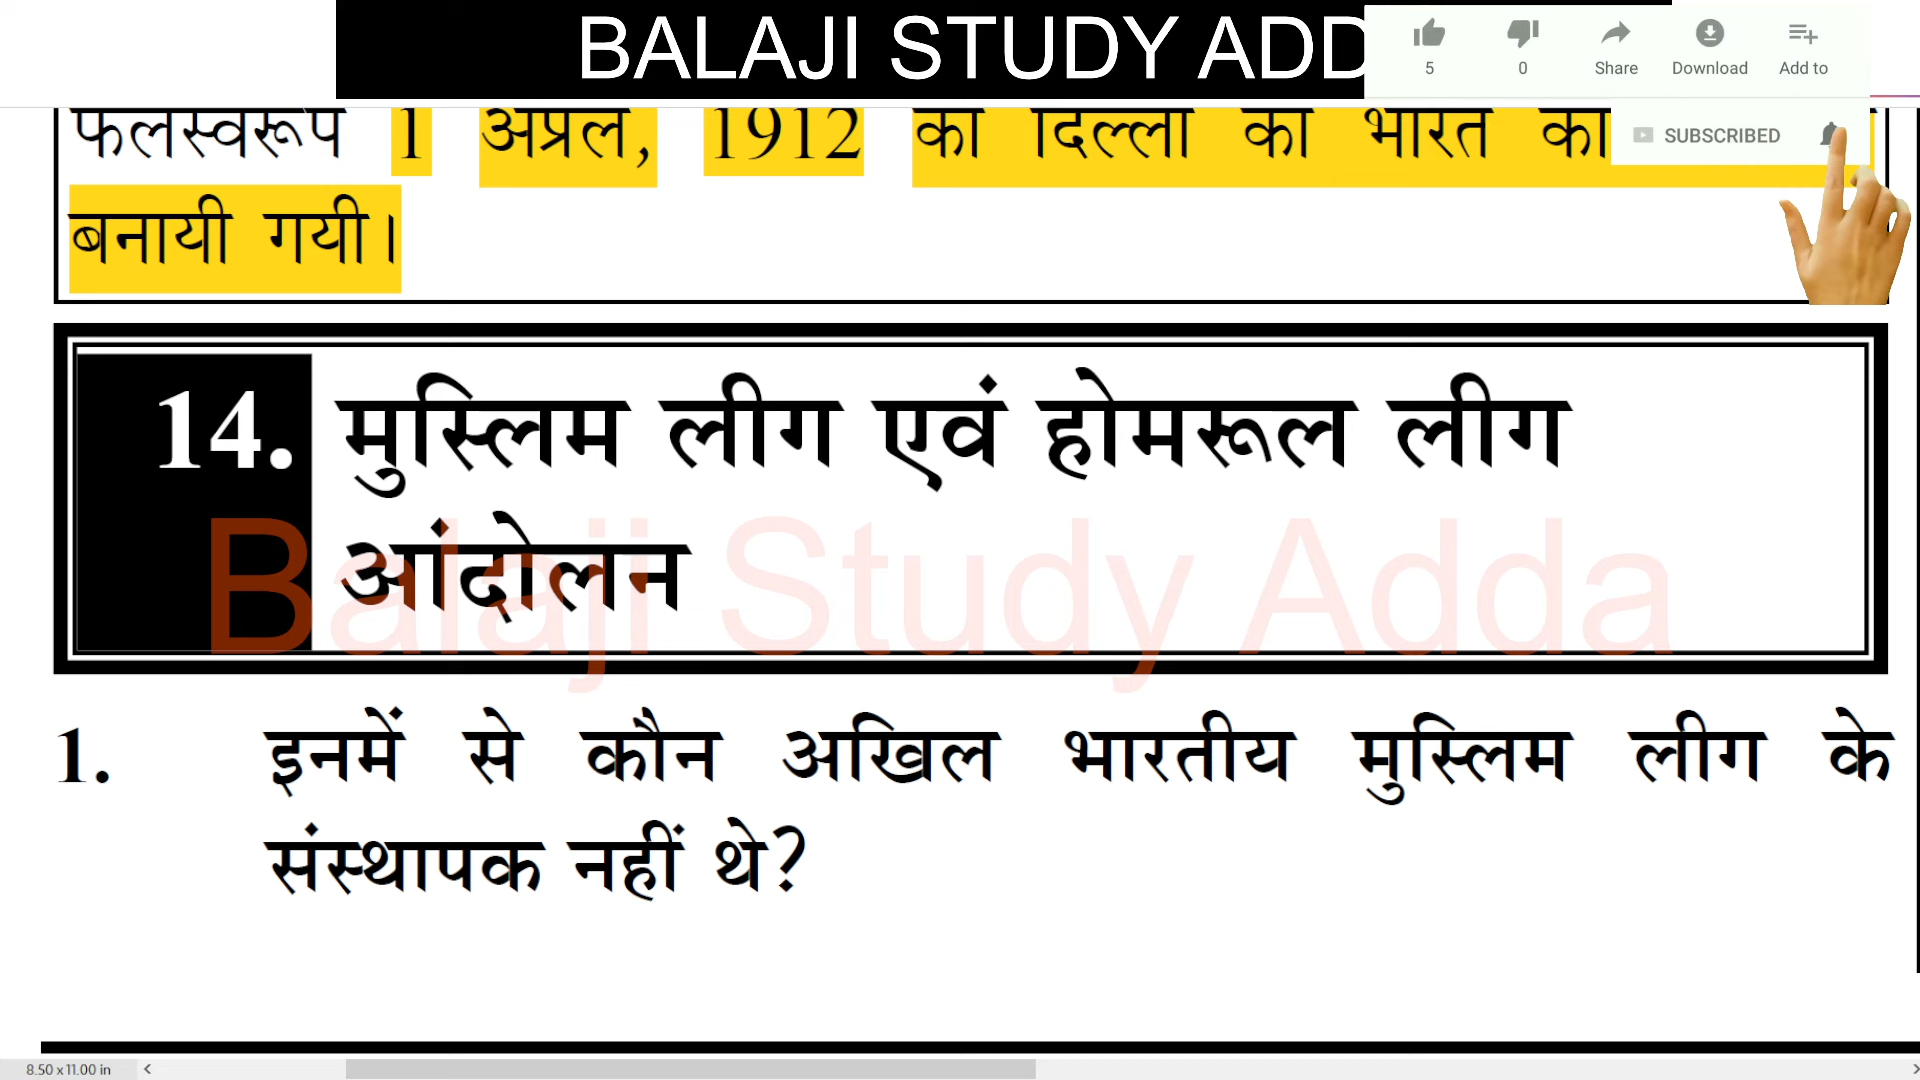 BALAJI STUDY ADD
5 0 Share Download Add to
फलस्वरूप 1 अप्रैल, 1912 को दिल्ली को भारत की
SUBSCRIBED
बनायी गयी।
14. मुस्लिम लीग एवं होमरूल लीग
आंदोलन
Balaji Study Adda
1. इनमें से कौन अखिल भारतीय मुस्लिम लीग के
संस्थापक नहीं थे?
8.50 x 11.00 in